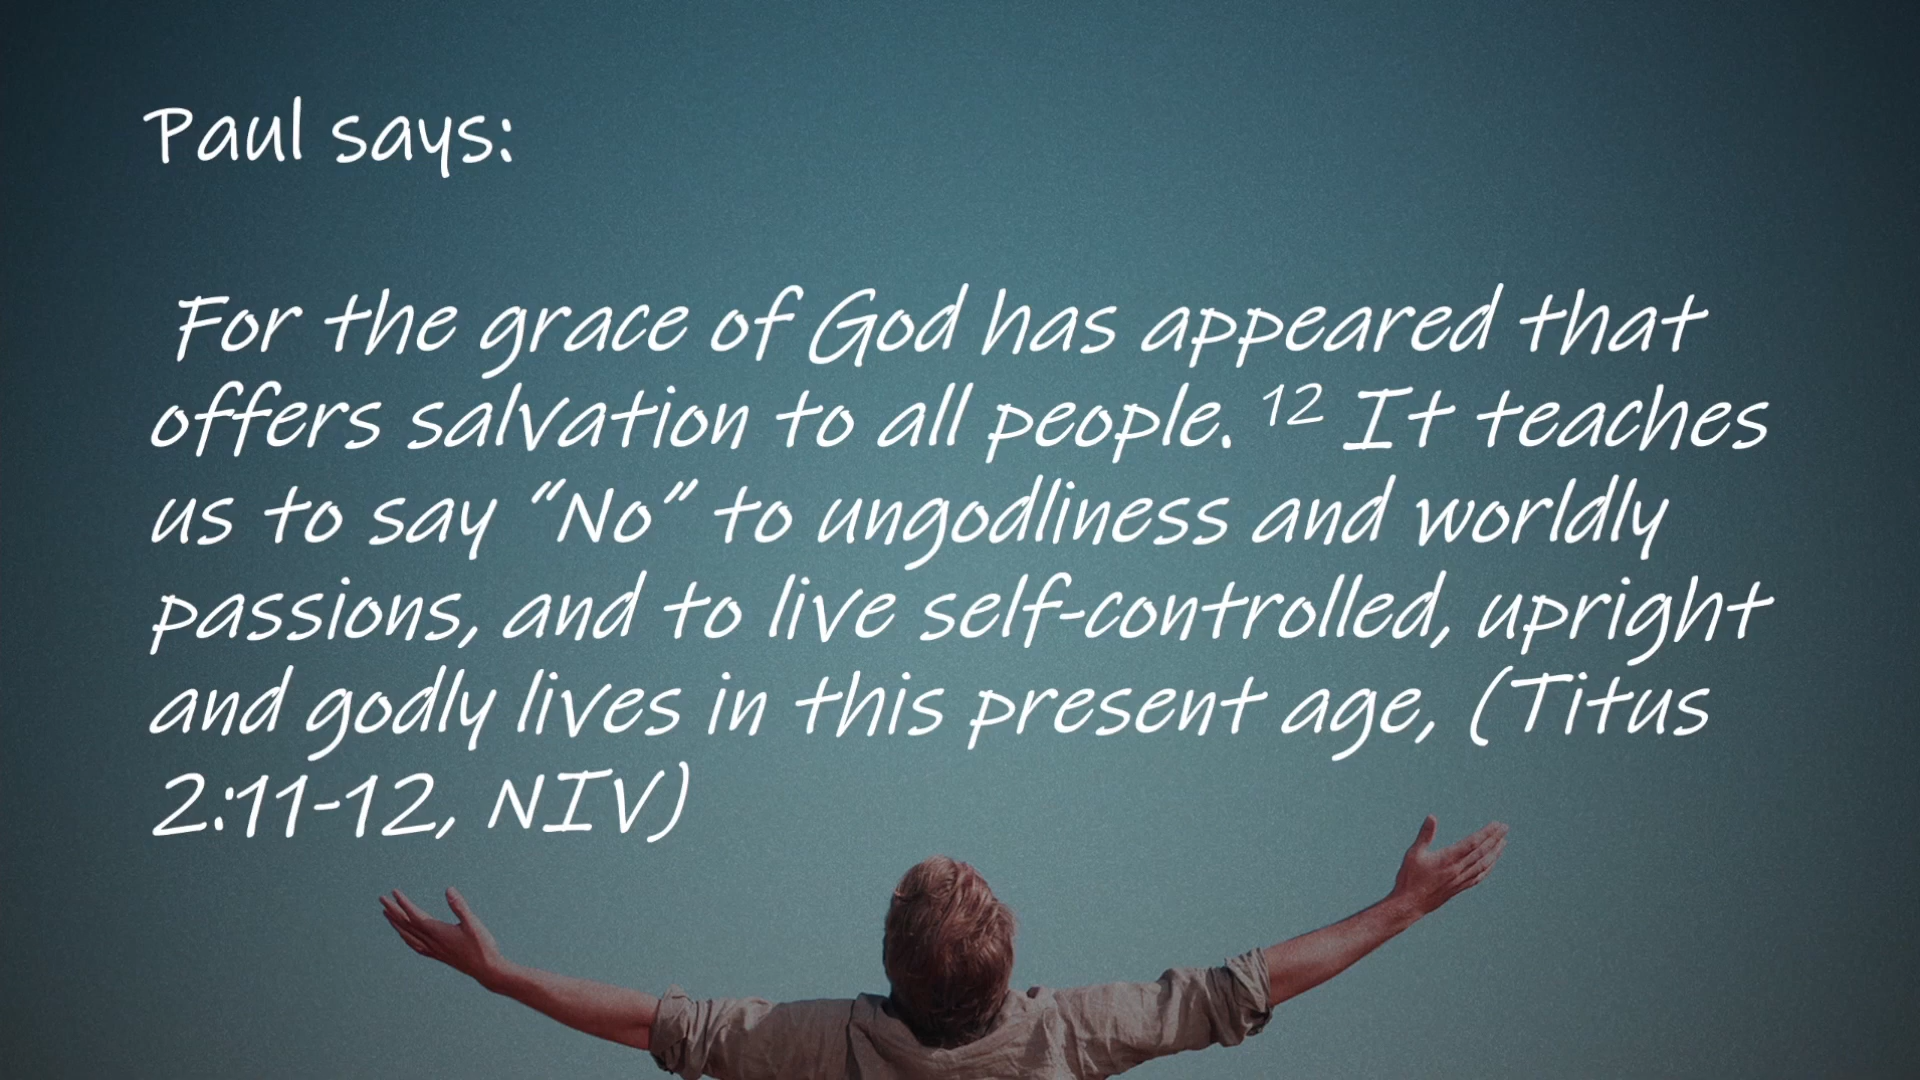 Paul says:
For the grace of God has appeared that
offers salvation to all people. ¹² It teaches
us to say “No” to ungodliness and worldly
passions, and to live self-controlled, upright
and godly lives in this present age, (Titus
2:11-12, NIV)